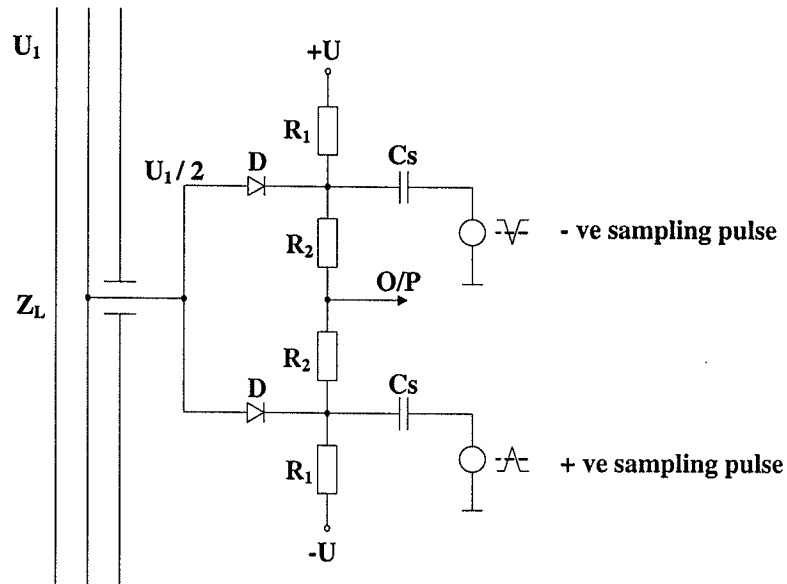 U₁
+U
R₁
Cs
D
U₁ / 2
R₂
- ve sampling pulse
O/P
Z_L
R₂
D
Cs
R₁
+ ve sampling pulse
-U